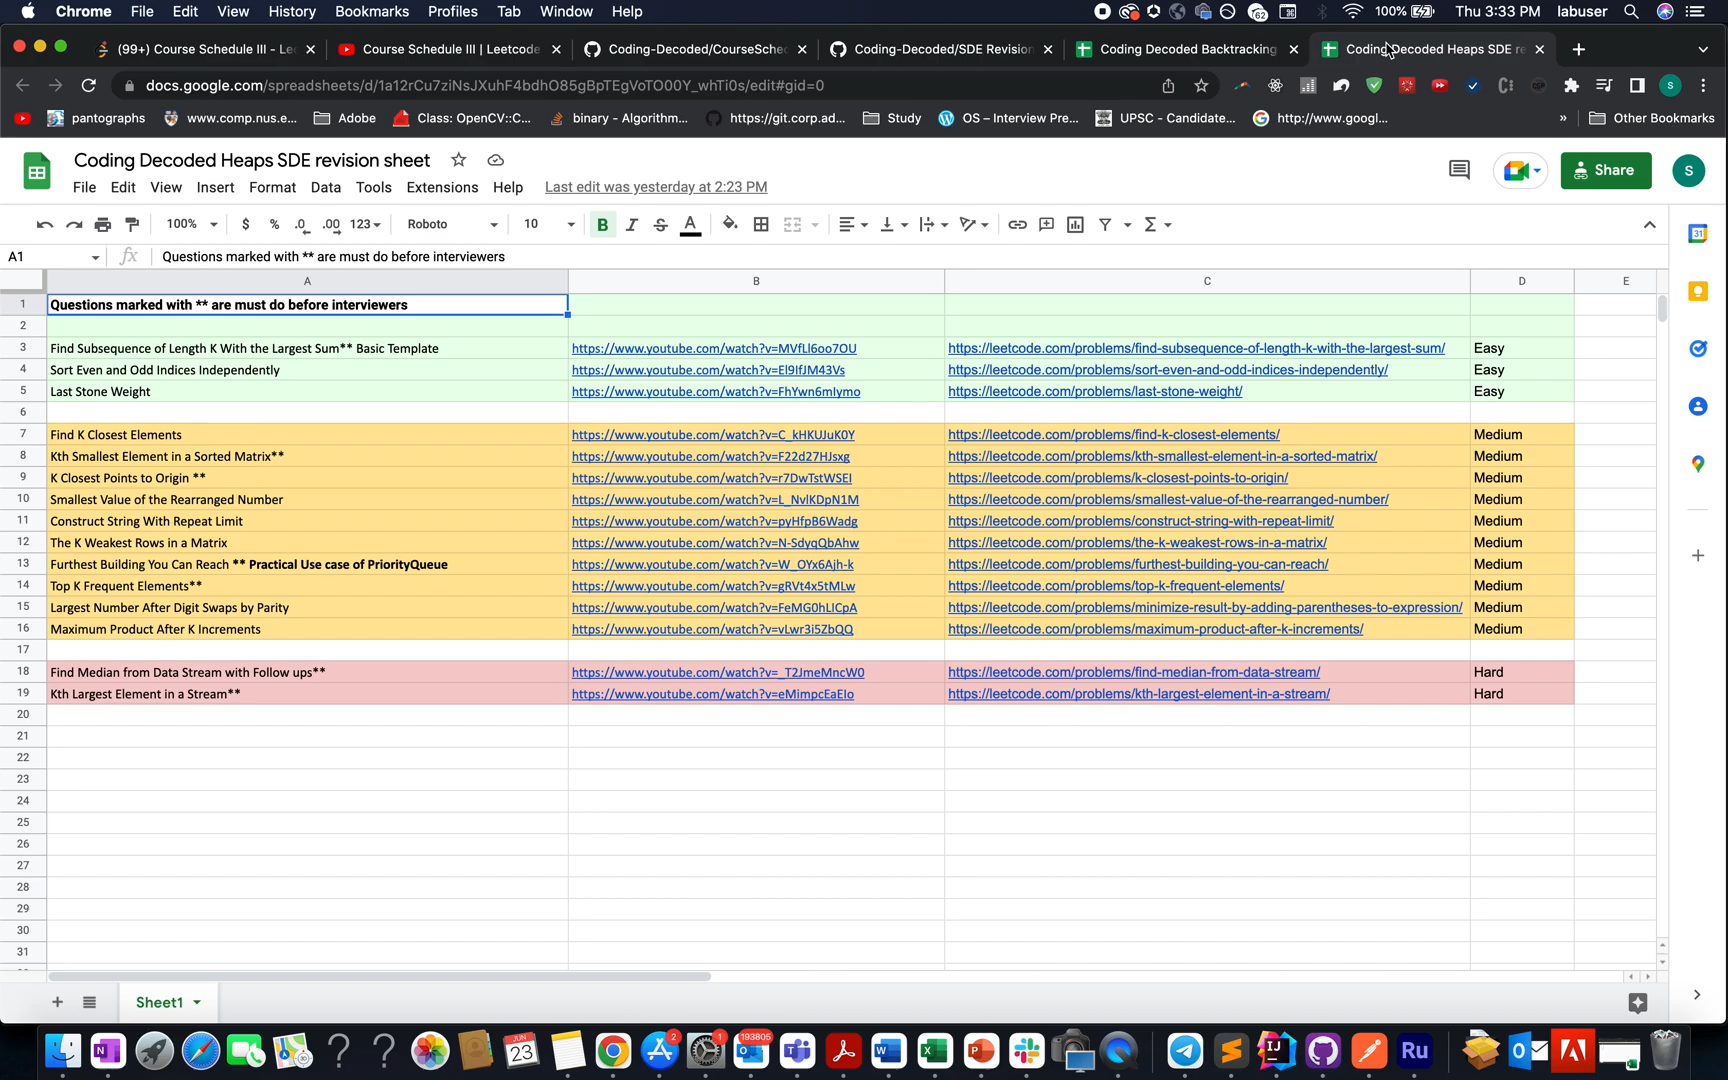 Chrome File Edit View History Bookmarks Profiles Tab Window Help 62 100% Thu 3:33 PM labuser
(99+) Course Schedule III - Le Course Schedule III | Leetcode Coding-Decoded/CourseSched Coding-Decoded/SDE Revision Coding Decoded Backtracking Coding Decoded Heaps SDE re
docs.google.com/spreadsheets/d/1a12rCu7ziNsJXuhF4bdhO85gBpTEgVoTO00Y_whTi0s/edit#gid=0
pantographs www.comp.nus.e... Adobe Class: OpenCV::C... binary - Algorithm... https://git.corp.ad... Study OS – Interview Pre... UPSC - Candidate... http://www.googl... » Other Bookmarks
Coding Decoded Heaps SDE revision sheet
Share S
File Edit View Insert Format Data Tools Extensions Help Last edit was yesterday at 2:23 PM
100% $ % .0 .00 123 Roboto 10 B I S A Σ
A1 fx Questions marked with ** are must do before interviewers
A B C D E
1 Questions marked with ** are must do before interviewers
2
3 Find Subsequence of Length K With the Largest Sum** Basic Template https://www.youtube.com/watch?v=MVfLl6oo7OU https://leetcode.com/problems/find-subsequence-of-length-k-with-the-largest-sum/ Easy
4 Sort Even and Odd Indices Independently https://www.youtube.com/watch?v=El9IfJM43Vs https://leetcode.com/problems/sort-even-and-odd-indices-independently/ Easy
5 Last Stone Weight https://www.youtube.com/watch?v=FhYwn6mlymo https://leetcode.com/problems/last-stone-weight/ Easy
6
7 Find K Closest Elements https://www.youtube.com/watch?v=C_kHKUJuK0Y https://leetcode.com/problems/find-k-closest-elements/ Medium
8 Kth Smallest Element in a Sorted Matrix** https://www.youtube.com/watch?v=F22d27HJsxg https://leetcode.com/problems/kth-smallest-element-in-a-sorted-matrix/ Medium
9 K Closest Points to Origin ** https://www.youtube.com/watch?v=r7DwTstWSEI https://leetcode.com/problems/k-closest-points-to-origin/ Medium
10 Smallest Value of the Rearranged Number https://www.youtube.com/watch?v=L_NvlKDpN1M https://leetcode.com/problems/smallest-value-of-the-rearranged-number/ Medium
11 Construct String With Repeat Limit https://www.youtube.com/watch?v=pyHfpB6Wadg https://leetcode.com/problems/construct-string-with-repeat-limit/ Medium
12 The K Weakest Rows in a Matrix https://www.youtube.com/watch?v=N-SdyqQbAhw https://leetcode.com/problems/the-k-weakest-rows-in-a-matrix/ Medium
13 Furthest Building You Can Reach ** Practical Use case of PriorityQueue https://www.youtube.com/watch?v=W_OYx6Ajh-k https://leetcode.com/problems/furthest-building-you-can-reach/ Medium
14 Top K Frequent Elements** https://www.youtube.com/watch?v=gRVt4x5tMLw https://leetcode.com/problems/top-k-frequent-elements/ Medium
15 Largest Number After Digit Swaps by Parity https://www.youtube.com/watch?v=FeMG0hLICpA https://leetcode.com/problems/minimize-result-by-adding-parentheses-to-expression/ Medium
16 Maximum Product After K Increments https://www.youtube.com/watch?v=vLwr3i5ZbQQ https://leetcode.com/problems/maximum-product-after-k-increments/ Medium
17
18 Find Median from Data Stream with Follow ups** https://www.youtube.com/watch?v=_T2JmeMncW0 https://leetcode.com/problems/find-median-from-data-stream/ Hard
19 Kth Largest Element in a Stream** https://www.youtube.com/watch?v=eMimpcEaElo https://leetcode.com/problems/kth-largest-element-in-a-stream/ Hard
20
21
22
23
24
25
26
27
28
29
30
31
Sheet1